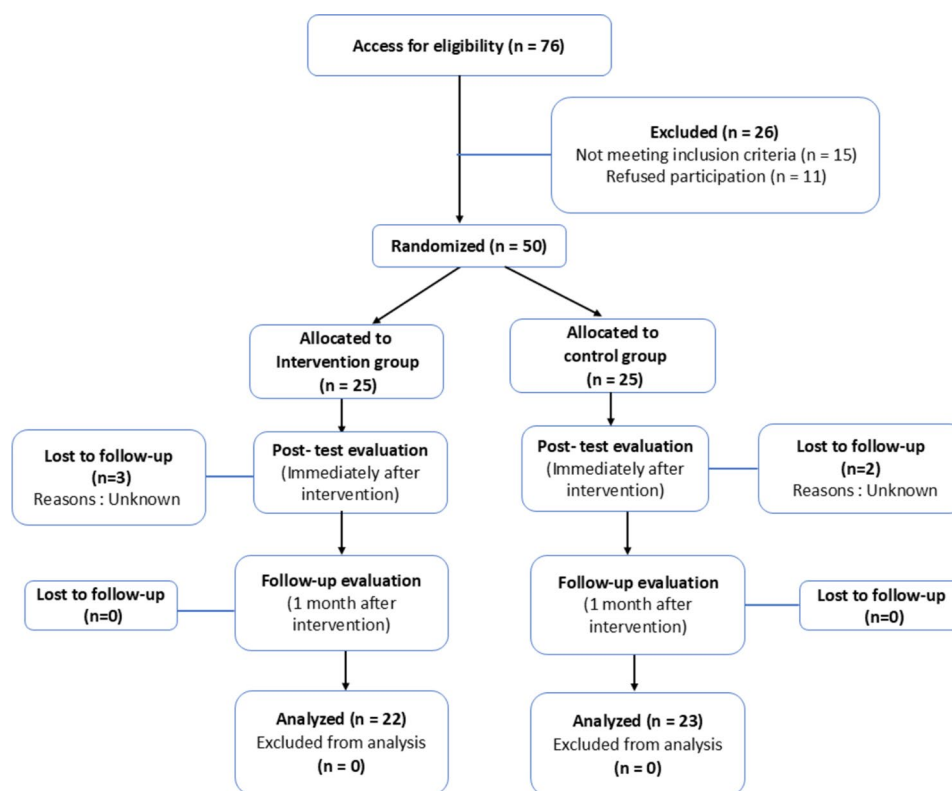 Access for eligibility (n = 76)
Excluded (n = 26)
Not meeting inclusion criteria (n = 15)
Refused participation (n = 11)
Randomized (n = 50)
Allocated to
Intervention group
(n = 25)
Allocated to
control group
(n = 25)
Lost to follow-up
(n=3)
Reasons : Unknown
Post- test evaluation
(Immediately after
intervention)
Post-test evaluation
(Immediately after
intervention)
Lost to follow-up
(n=2)
Reasons : Unknown
Lost to follow-up
(n=0)
Follow-up evaluation
(1 month after
intervention)
Follow-up evaluation
(1 month after
intervention)
Lost to follow-up
(n=0)
Analyzed (n = 22)
Excluded from analysis
(n = 0)
Analyzed (n = 23)
Excluded from analysis
(n = 0)